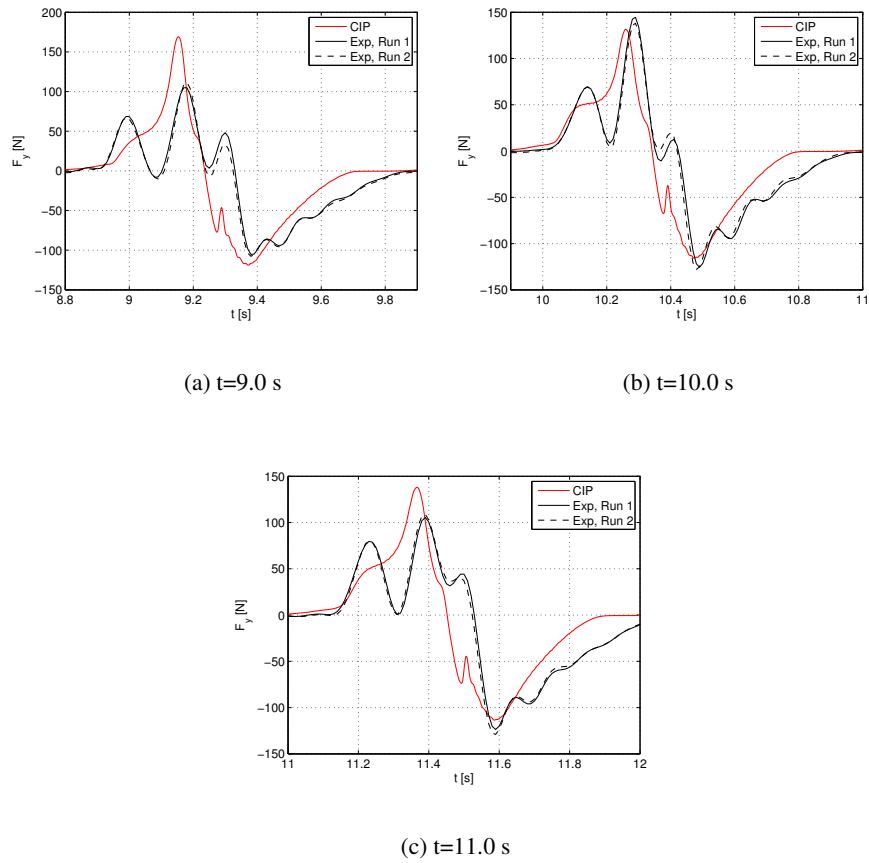 200
150
100
50
0
−50
−100
−150
F_y [N]
8.8 9 9.2 9.4 9.6 9.8
t [s]
CIP
Exp, Run 1
Exp, Run 2
(a) t=9.0 s
150
100
50
0
−50
−100
−150
F_y [N]
10 10.2 10.4 10.6 10.8 11
t [s]
CIP
Exp, Run 1
Exp, Run 2
(b) t=10.0 s
150
100
50
0
−50
−100
−150
F_y [N]
11 11.2 11.4 11.6 11.8 12
t [s]
CIP
Exp, Run 1
Exp, Run 2
(c) t=11.0 s